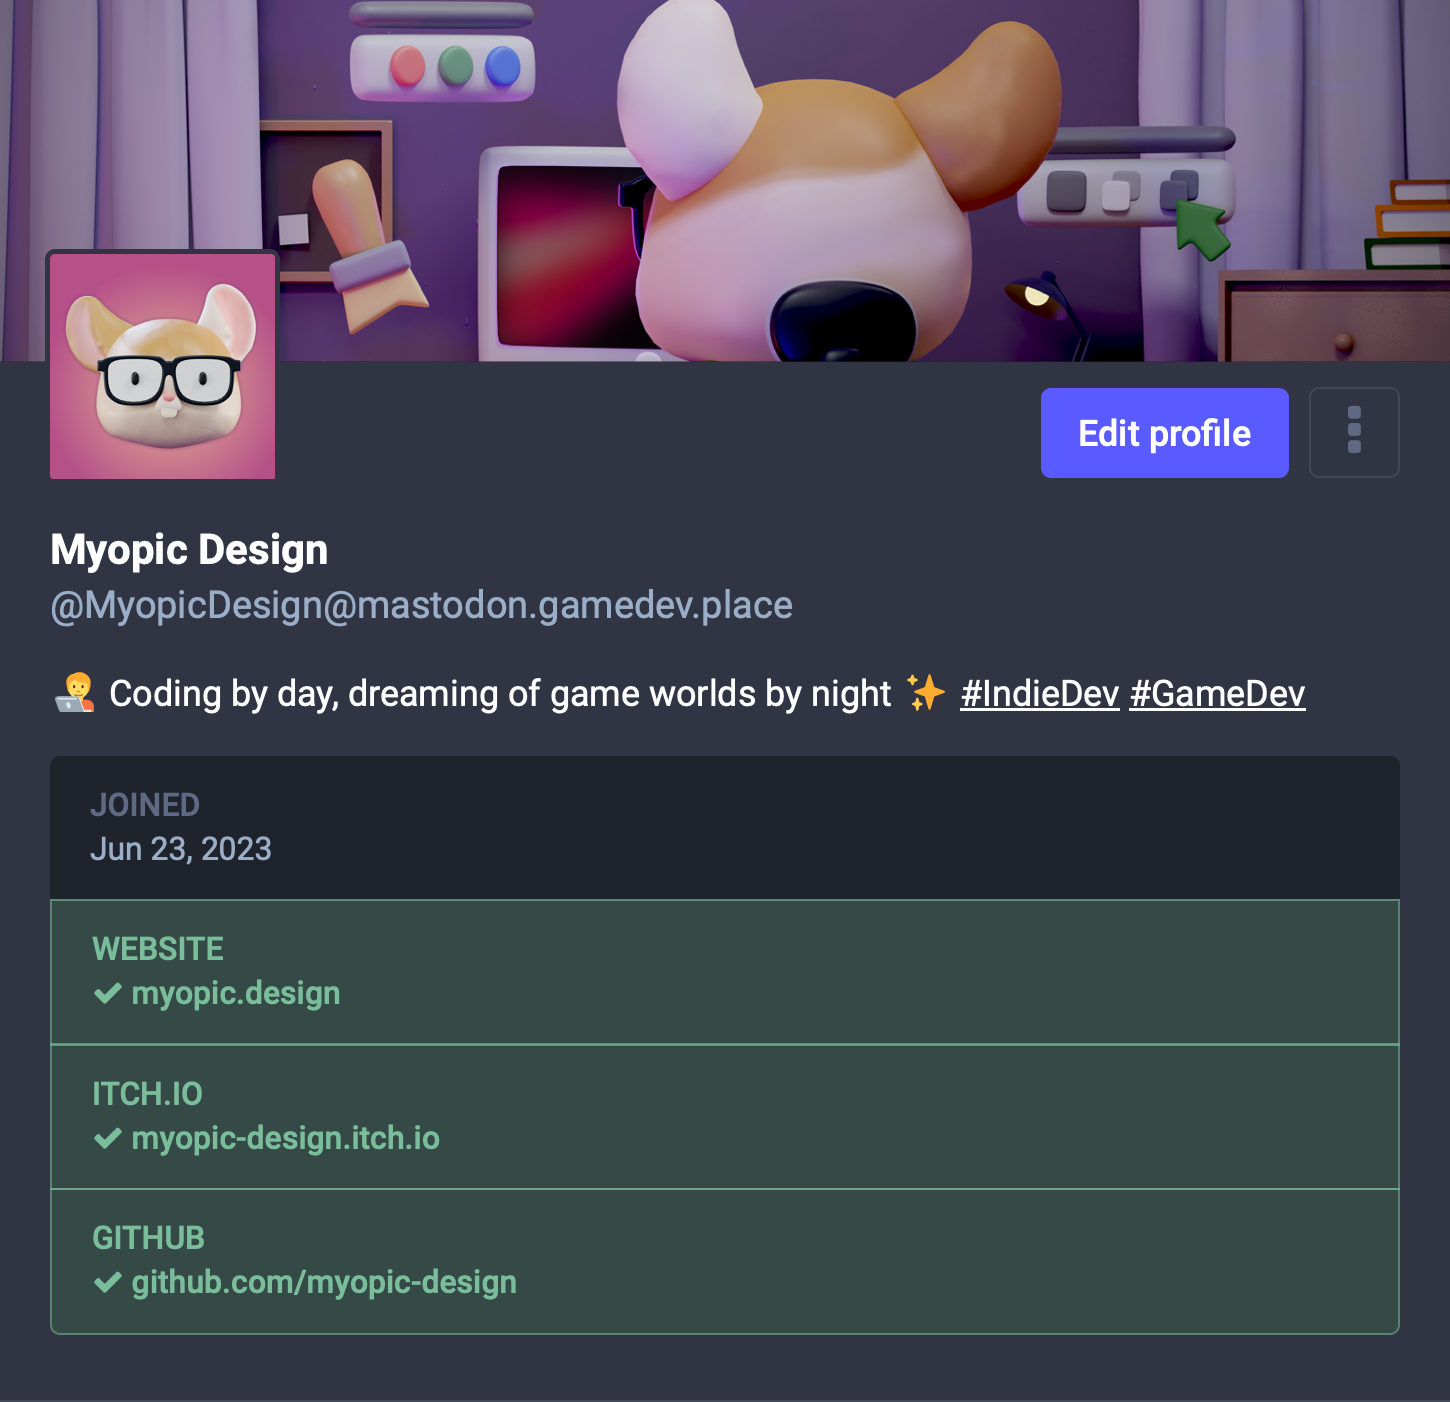 Edit profile
Myopic Design
@MyopicDesign@mastodon.gamedev.place
🧑‍💻 Coding by day, dreaming of game worlds by night ✨ #IndieDev #GameDev
JOINED
Jun 23, 2023
WEBSITE
✔ myopic.design
ITCH.IO
✔ myopic-design.itch.io
GITHUB
✔ github.com/myopic-design